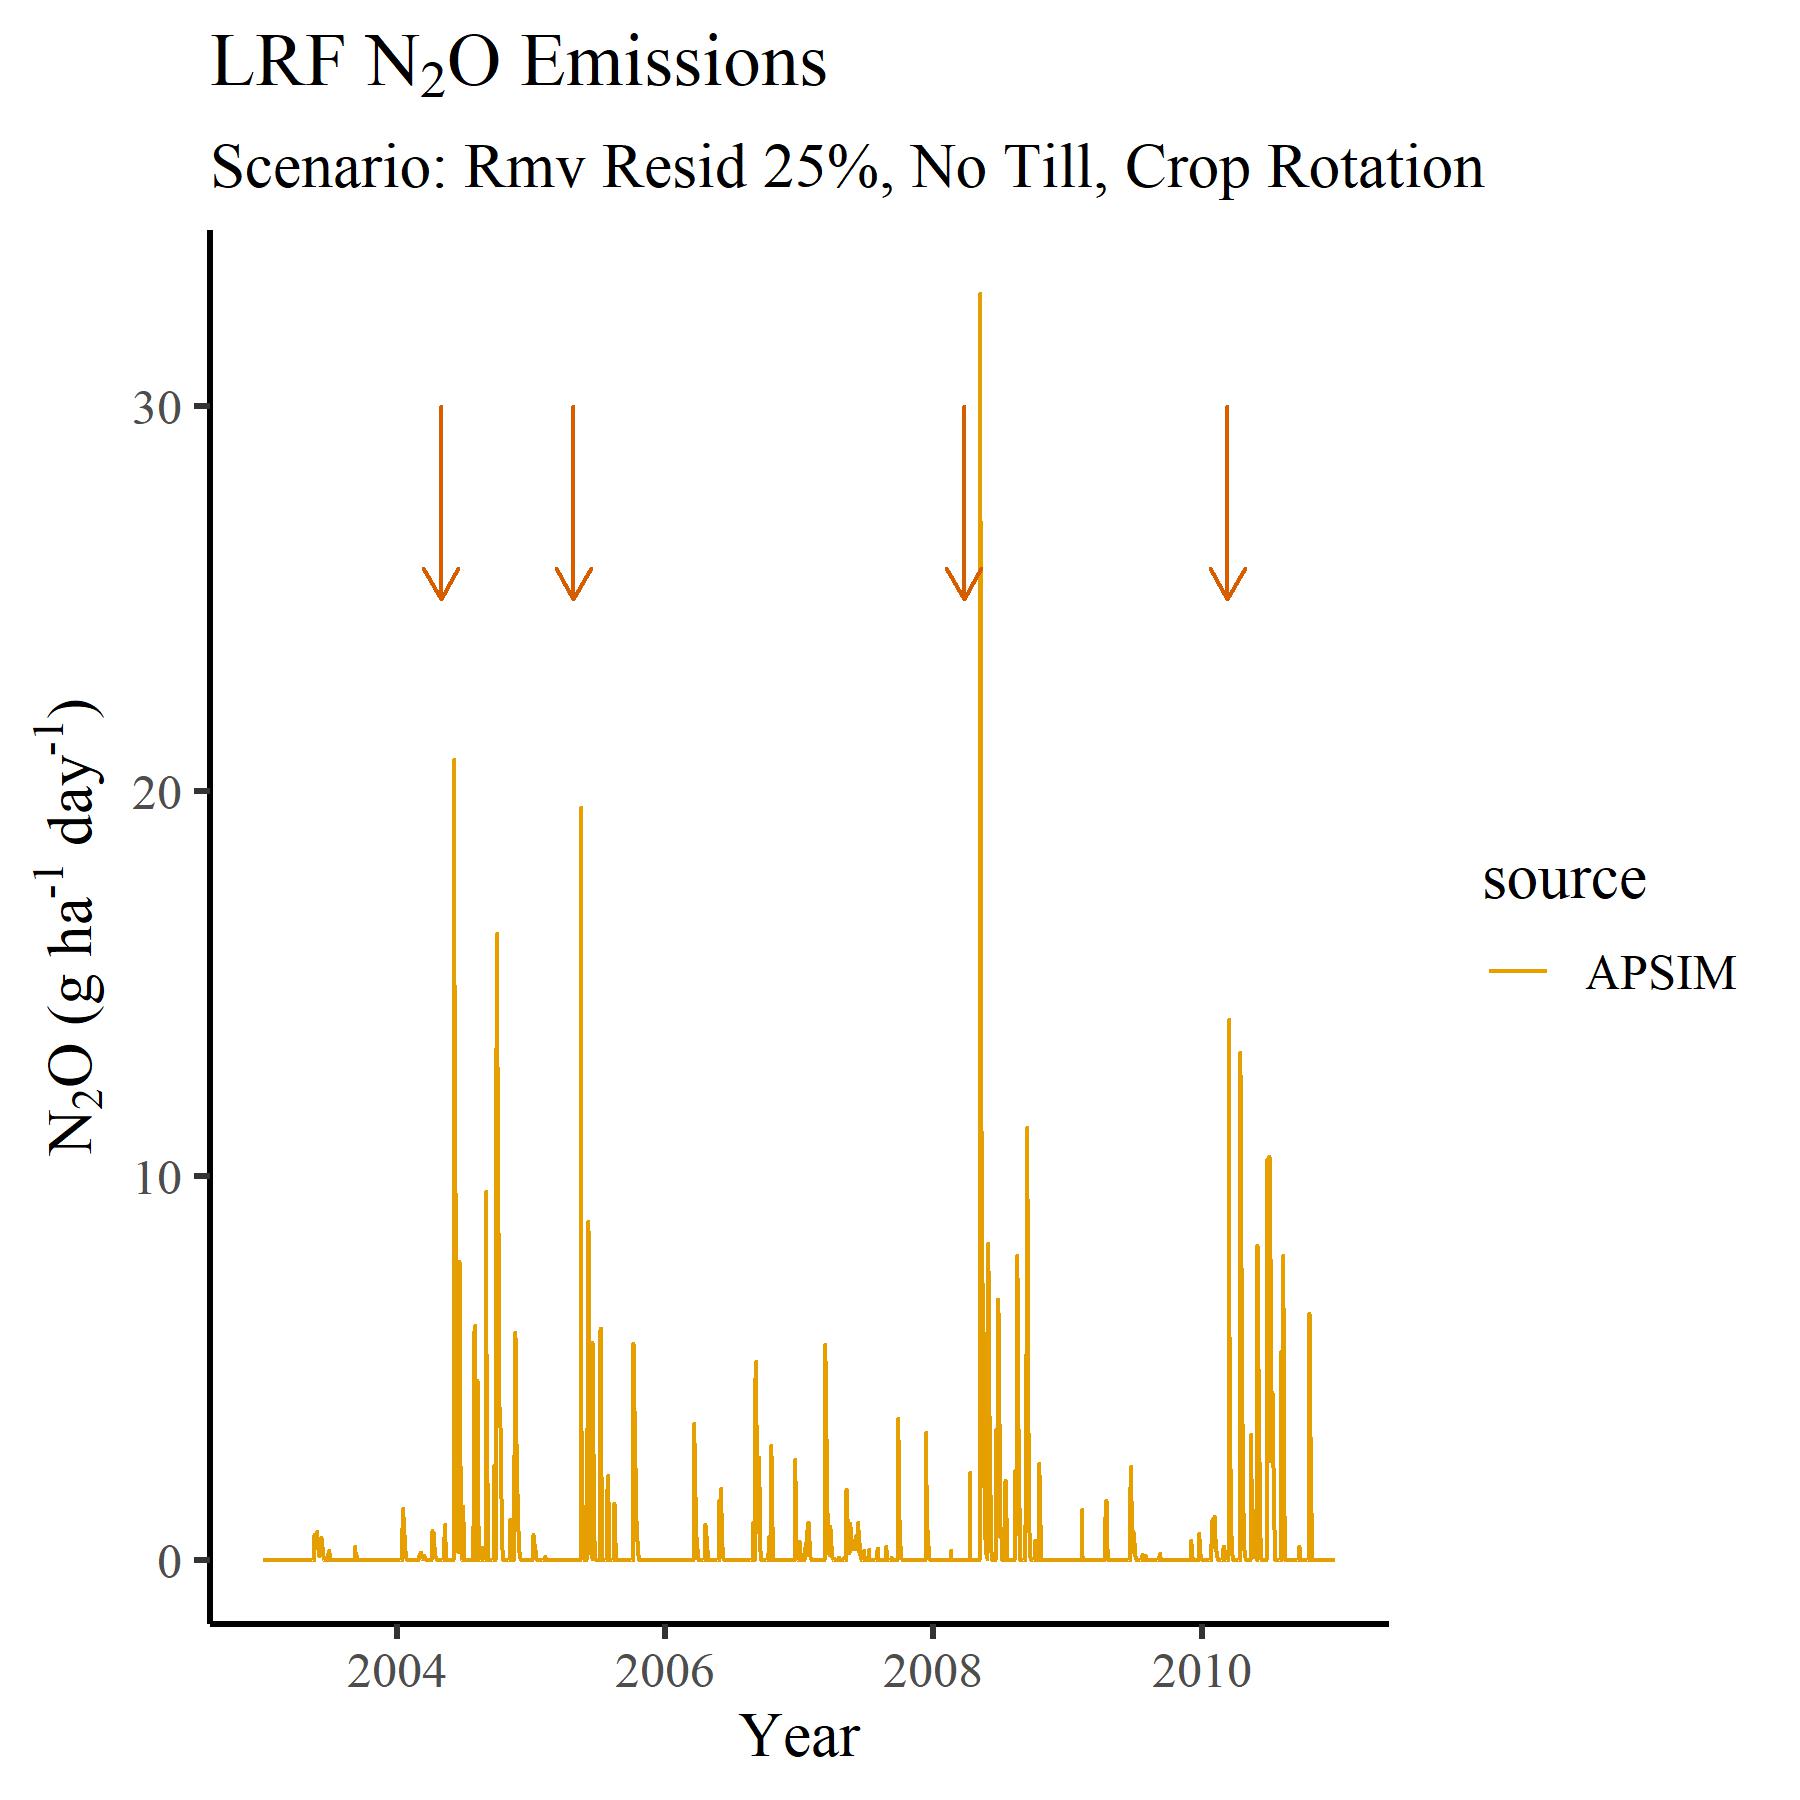 LRF N₂O Emissions
Scenario: Rmv Resid 25%, No Till, Crop Rotation
N₂O (g ha⁻¹ day⁻¹)
30
20
10
0
2004 2006 2008 2010
Year
source
APSIM